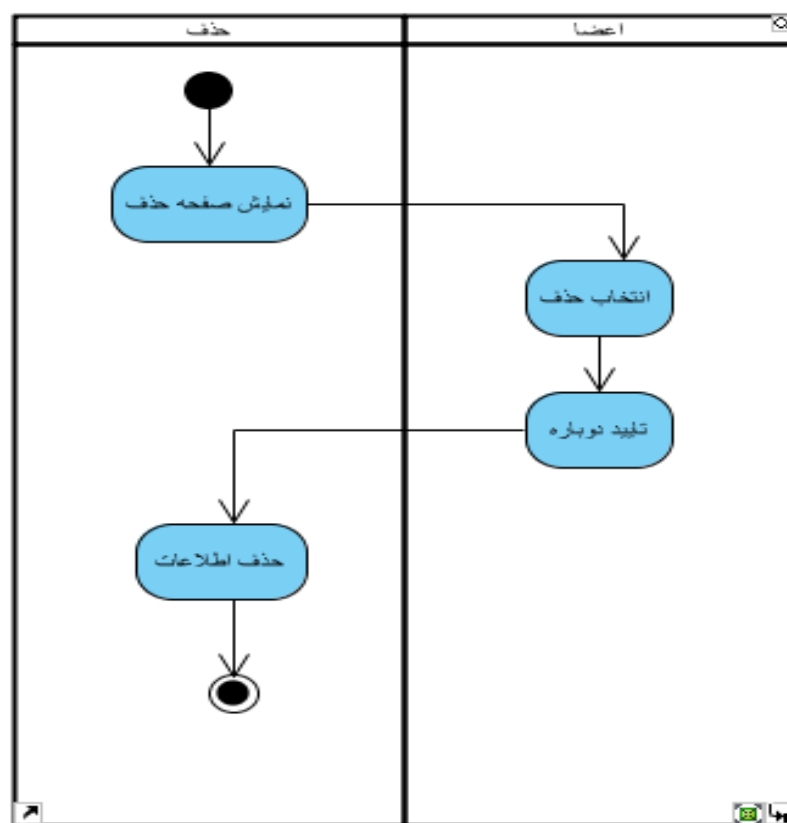 اعضا
حذف
نمایش صفحه حذف
انتخاب حذف
تایید دوباره
حذف اطلاعات